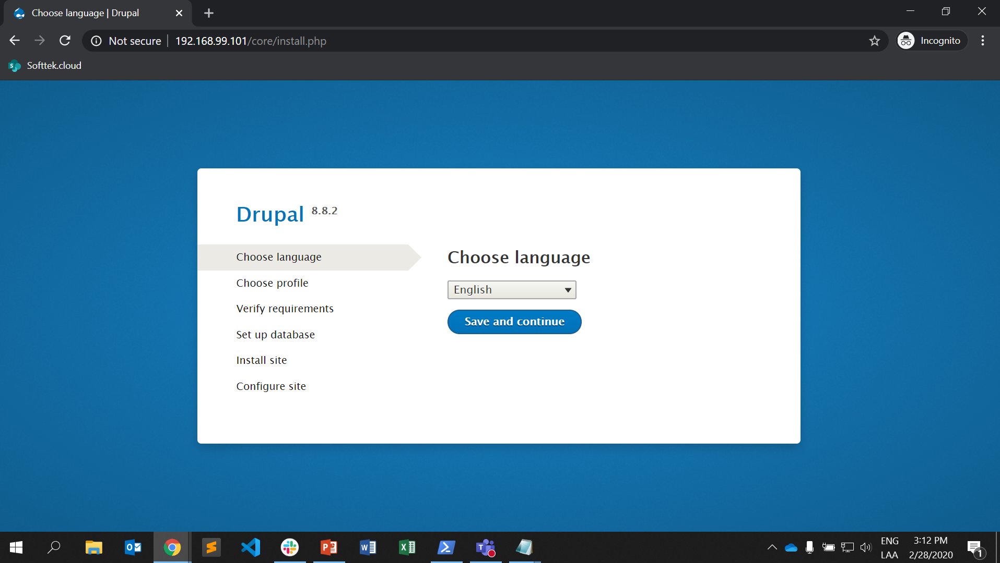 Choose language | Drupal
Not secure
192.168.99.101/core/install.php
Incognito
Softtek.cloud
Drupal 8.8.2
Choose language
Choose profile
Verify requirements
Set up database
Install site
Configure site
Choose language
English
Save and continue
ENG
LAA
3:12 PM
2/28/2020
1